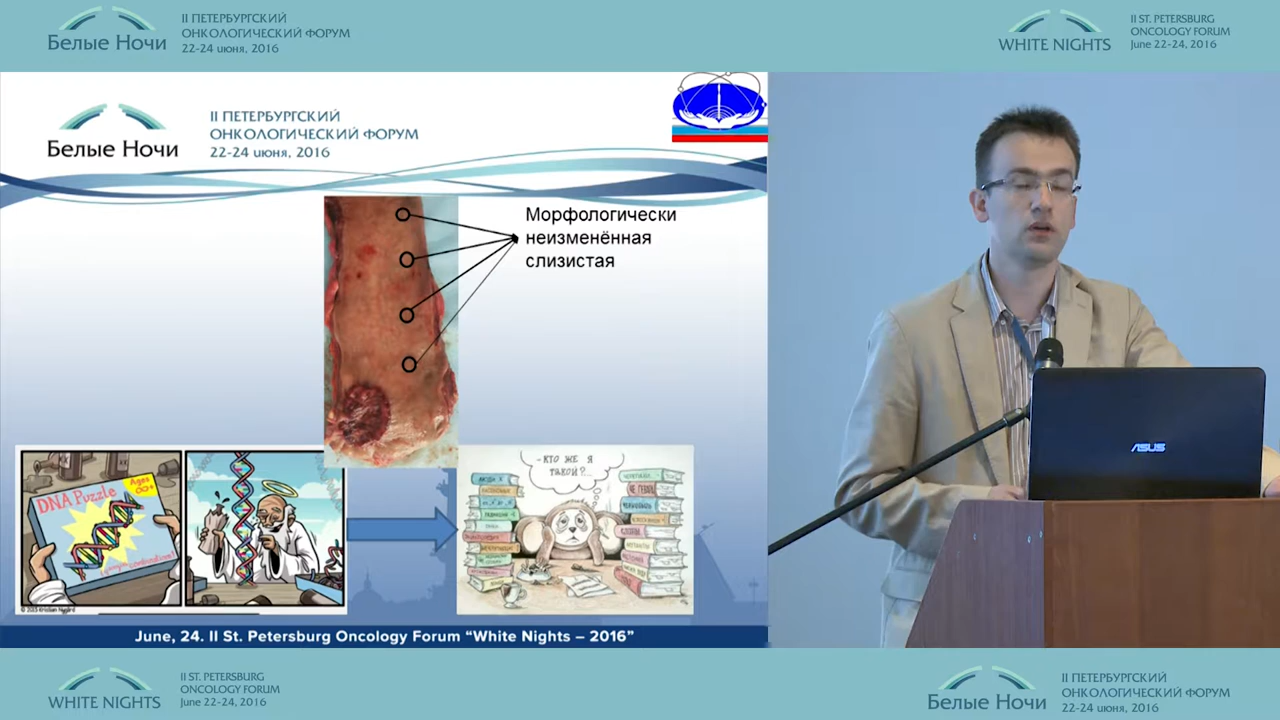 Белые Ночи
II ПЕТЕРБУРГСКИЙ
ОНКОЛОГИЧЕСКИЙ ФОРУМ
22-24 июня, 2016
WHITE NIGHTS
II ST. PETERSBURG
ONCOLOGY FORUM
June 22-24, 2016
Белые Ночи
II ПЕТЕРБУРГСКИЙ
ОНКОЛОГИЧЕСКИЙ ФОРУМ
22-24 июня, 2016
Морфологически
неизменённая
слизистая
DNA Puzzle
Ages
00+
-КТО ЖЕ Я
ТАКОЙ?..
ASUS
June, 24. II St. Petersburg Oncology Forum “White Nights – 2016”
WHITE NIGHTS
II ST. PETERSBURG
ONCOLOGY FORUM
June 22-24, 2016
Белые Ночи
II ПЕТЕРБУРГСКИЙ
ОНКОЛОГИЧЕСКИЙ ФОРУМ
22-24 июня, 2016